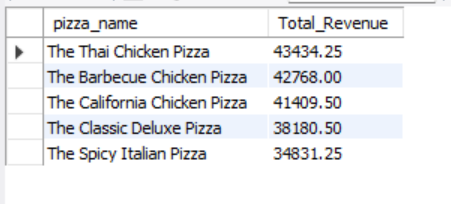 pizza_name Total_Revenue
The Thai Chicken Pizza 43434.25
The Barbecue Chicken Pizza 42768.00
The California Chicken Pizza 41409.50
The Classic Deluxe Pizza 38180.50
The Spicy Italian Pizza 34831.25